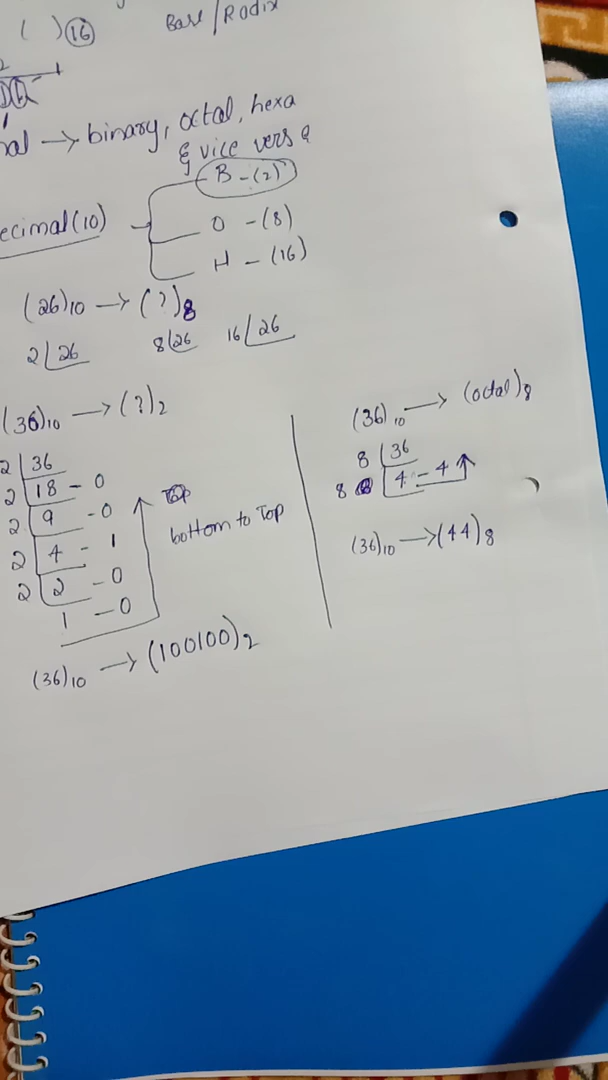 ( )16 Base/Radix
nal → binary, octal, hexa
& vice versa
B - (2)
ecimal(10) O - (8)
H - (16)
(26)10 → (?)8
2 26 8 26 16 26
(36)10 → (?)2
2 36
2 18 - 0
2 9 - 0
2 4 - 1
2 2 - 0
1 - 0
bottom to Top
(36)10 → (100100)2
(36)10 → (octal)8
8 36
8 4 - 4
(36)10 → (44)8